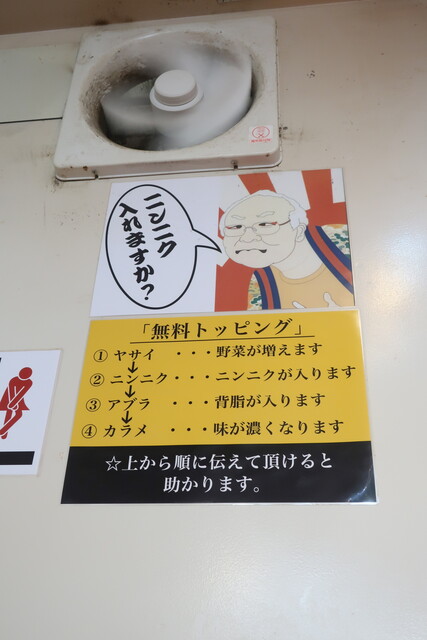 ニンニク
入れますか?
「無料トッピング」
① ヤサイ ・・・野菜が増えます
↓
② ニンニク・・・ニンニクが入ります
↓
③ アブラ ・・・背脂が入ります
↓
④ カラメ ・・・味が濃くなります
☆上から順に伝えて頂けると
助かります。